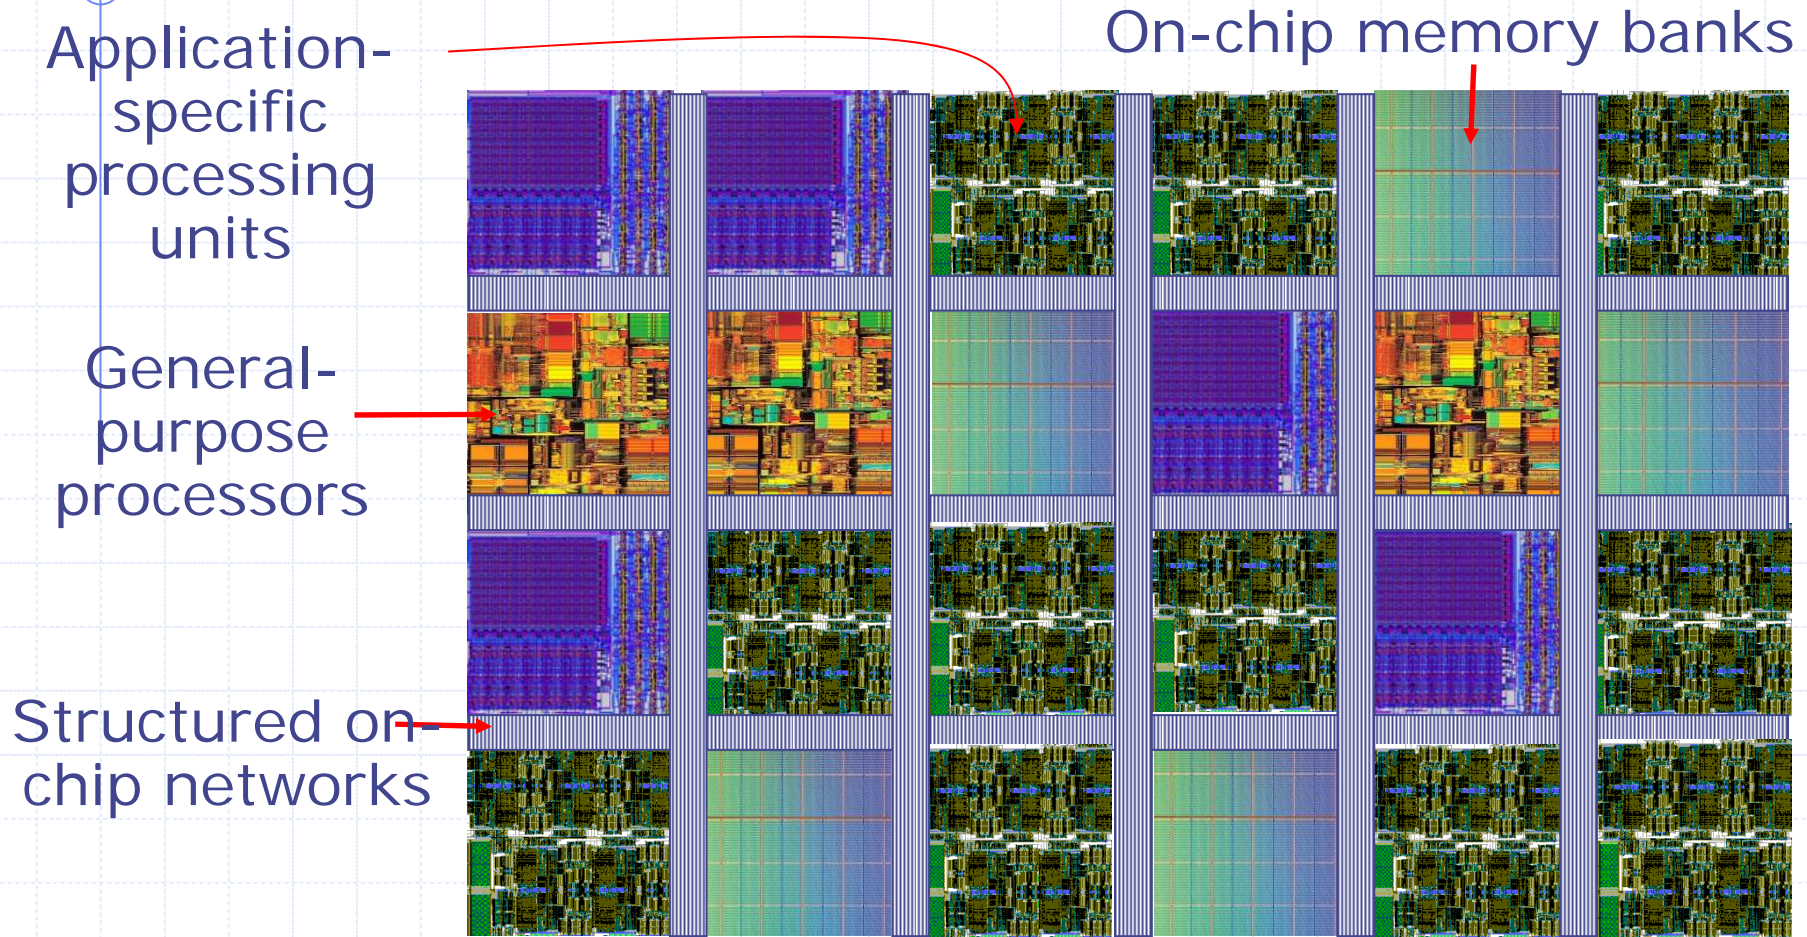 Application-
specific
processing
units
On-chip memory banks
General-
purpose
processors
Structured on-
chip networks